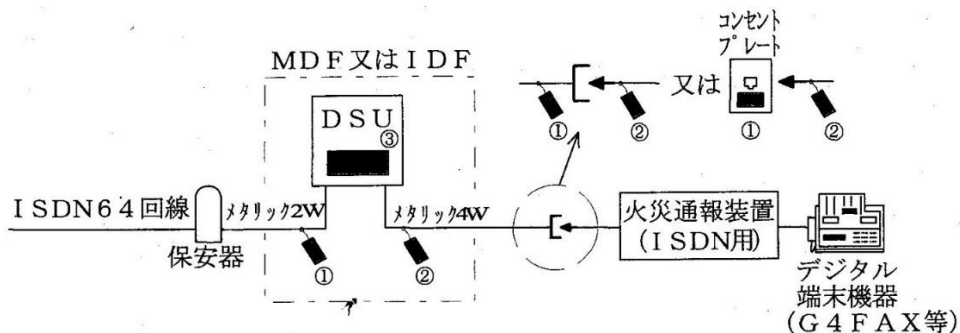 コンセント
プレート
MDF又はIDF
又は
① ② ① ②
DSU
③
ISDN64回線
メタリック2W
メタリック4W
火災通報装置
(ISDN用)
保安器
① ②
デジタル
端末機器
(G4FAX等)